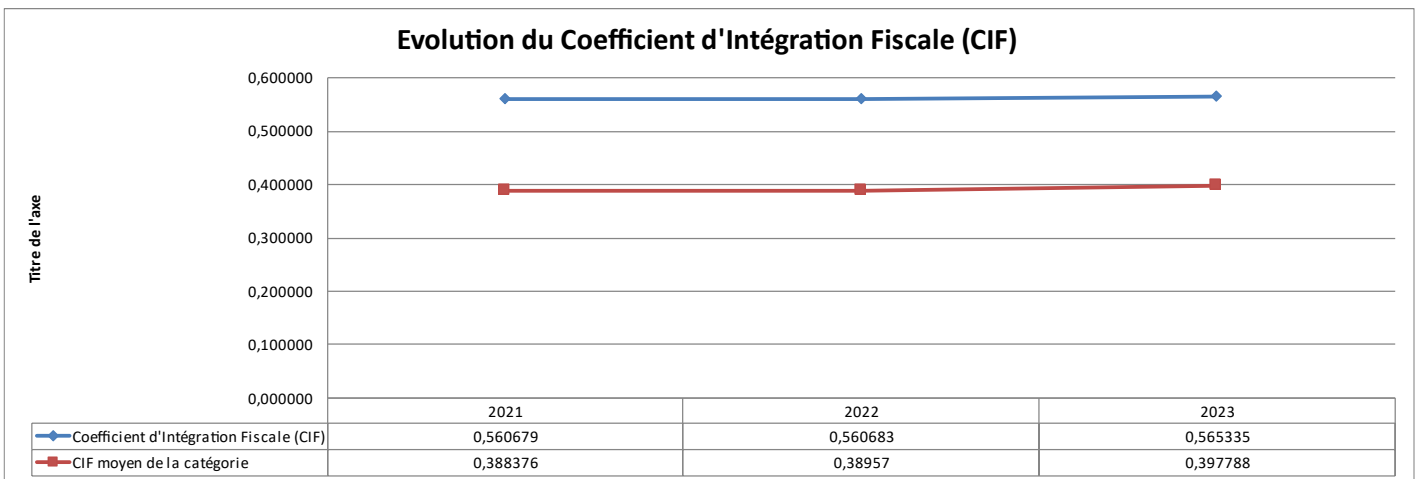 Evolution du Coefficient d'Intégration Fiscale (CIF)
Titre de l'axe
0,600000
0,500000
0,400000
0,300000
0,200000
0,100000
0,000000
2021 2022 2023
Coefficient d'Intégration Fiscale (CIF) 0,560679 0,560683 0,565335
CIF moyen de la catégorie 0,388376 0,38957 0,397788